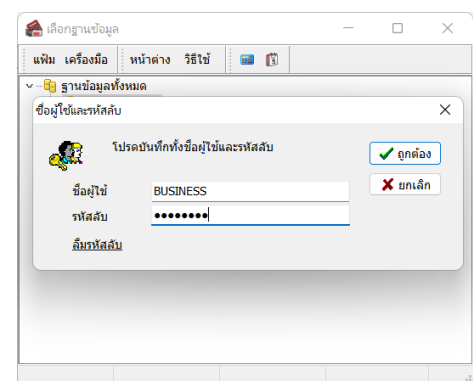 เลือกฐานข้อมูล
แฟ้ม เครื่องมือ หน้าต่าง วิธีใช้
ฐานข้อมูลทั้งหมด
ชื่อผู้ใช้และรหัสลับ
โปรดบันทึกทั้งชื่อผู้ใช้และรหัสลับ
ถูกต้อง
ชื่อผู้ใช้ BUSINESS
ยกเลิก
รหัสลับ ●●●●●●●●
ลืมรหัสลับ